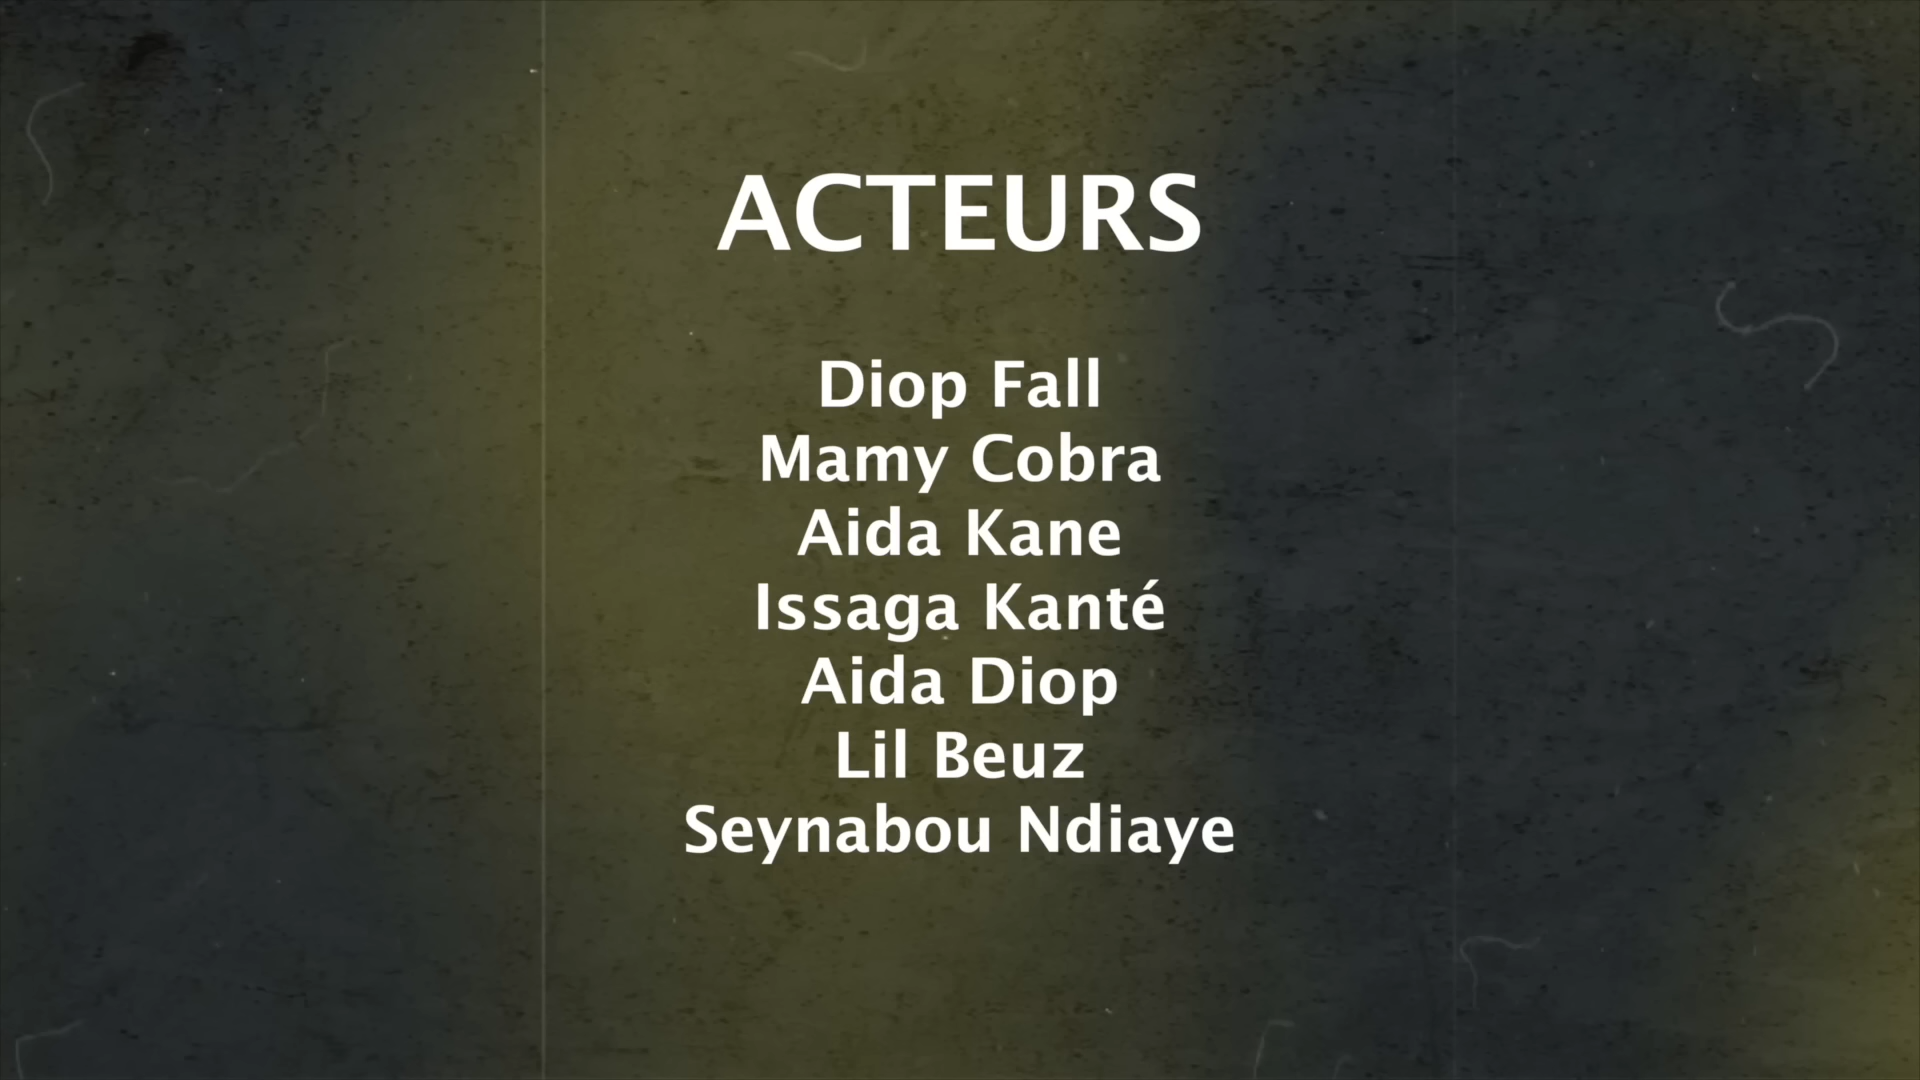 ACTEURS
Diop Fall
Mamy Cobra
Aida Kane
Issaga Kanté
Aida Diop
Lil Beuz
Seynabou Ndiaye